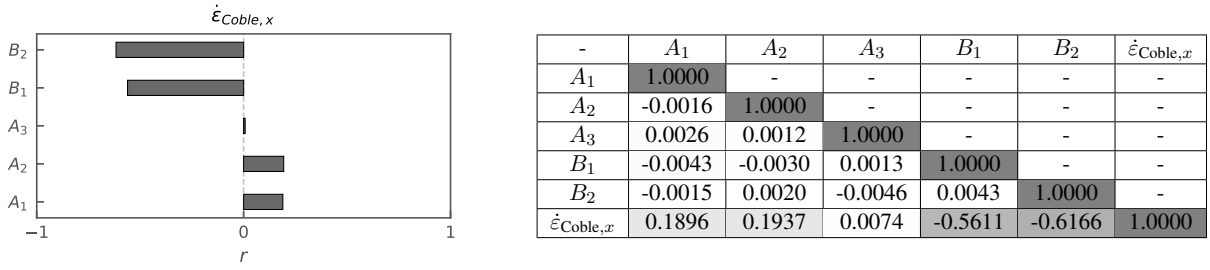 ε̇Coble, x
B2
B1
A3
A2
A1
−1 0 1
r
- A1 A2 A3 B1 B2 ε̇Coble,x
A1 1.0000 - - - - -
A2 -0.0016 1.0000 - - - -
A3 0.0026 0.0012 1.0000 - - -
B1 -0.0043 -0.0030 0.0013 1.0000 - -
B2 -0.0015 0.0020 -0.0046 0.0043 1.0000 -
ε̇Coble,x 0.1896 0.1937 0.0074 -0.5611 -0.6166 1.0000